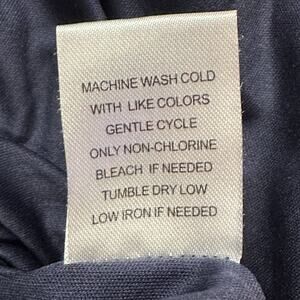 MACHINE WASH COLD
WITH LIKE COLORS
GENTLE CYCLE
ONLY NON-CHLORINE
BLEACH IF NEEDED
TUMBLE DRY LOW
LOW IRON IF NEEDED